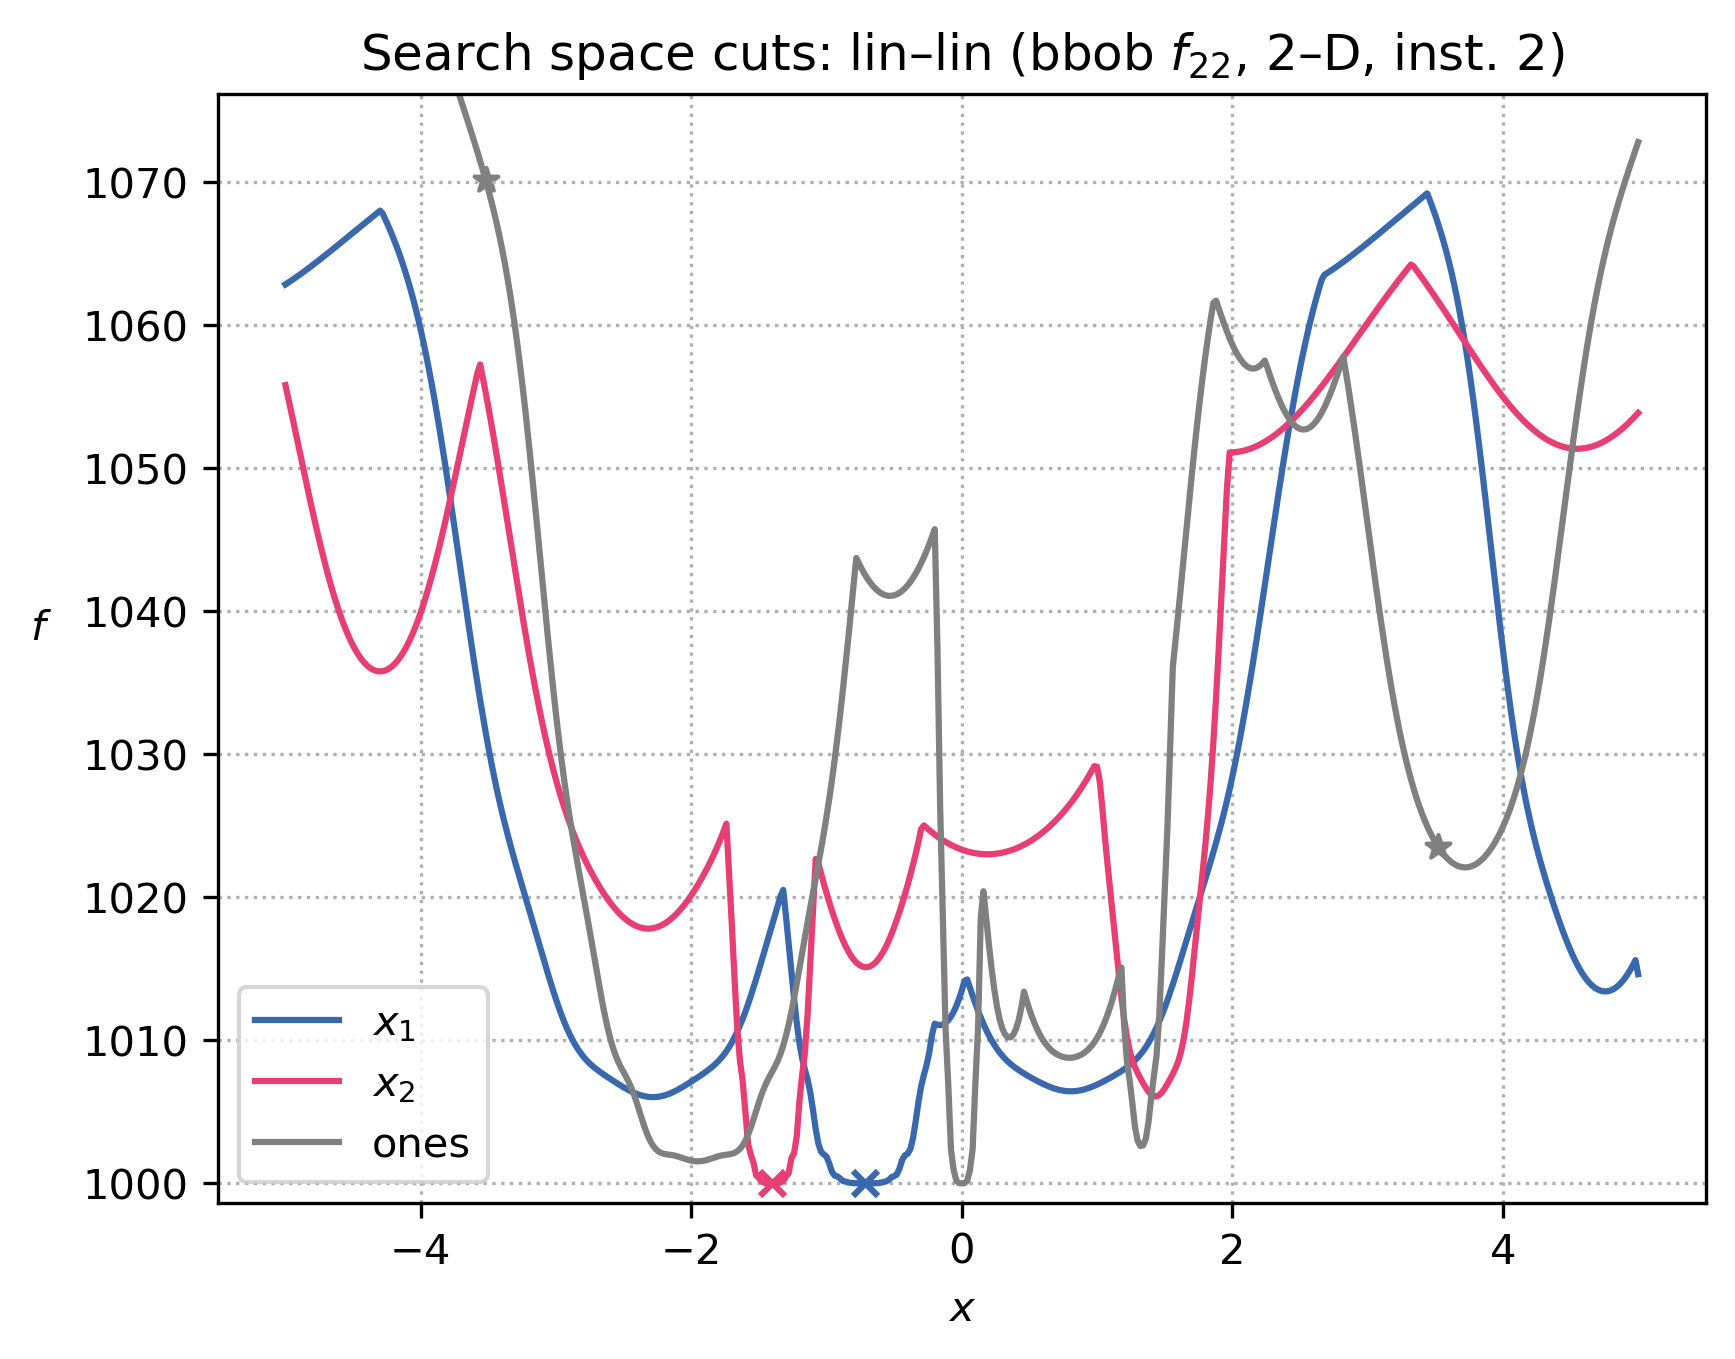 Search space cuts: lin–lin (bbob f₂₂, 2–D, inst. 2)
1070
1060
1050
1040
f
1030
1020
1010
1000
x₁
x₂
ones
−4 −2 0 2 4
x